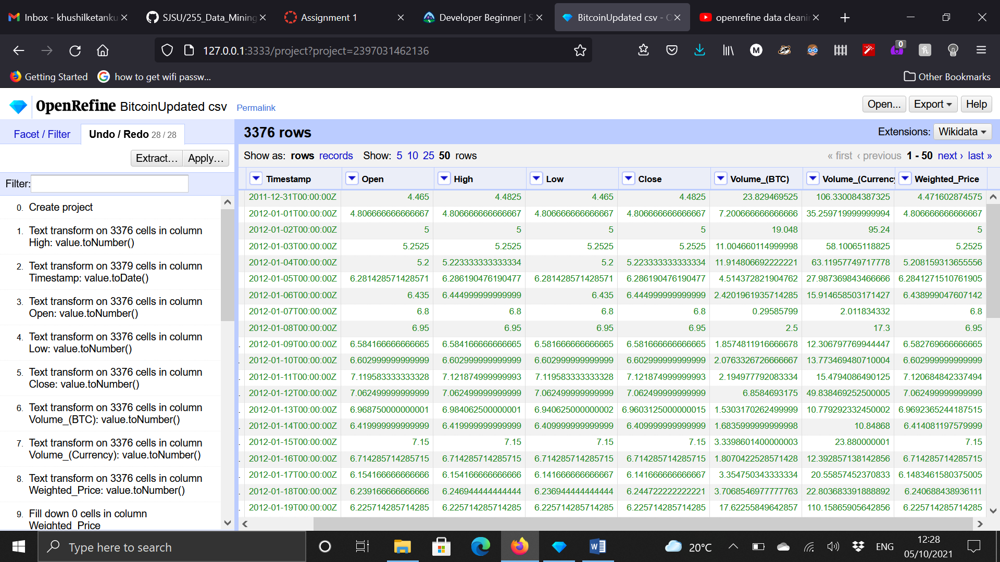 Inbox - khushilketanku
SJSU/255_Data_Mining
Assignment 1
Developer Beginner | S
BitcoinUpdated csv - O
openrefine data cleani
127.0.0.1:3333/project?project=2397031462136
M
0
Getting Started
how to get wifi passw...
Other Bookmarks
OpenRefine BitcoinUpdated csv Permalink
Open... Export Help
Facet / Filter
Undo / Redo 28 / 28
3376 rows
Extensions: Wikidata
Extract... Apply...
Show as: rows records Show: 5 10 25 50 rows
« first ‹ previous 1 - 50 next › last »
Filter:
0. Create project
1. Text transform on 3376 cells in column
High: value.toNumber()
2. Text transform on 3379 cells in column
Timestamp: value.toDate()
3. Text transform on 3376 cells in column
Open: value.toNumber()
4. Text transform on 3376 cells in column
Low: value.toNumber()
5. Text transform on 3376 cells in column
Close: value.toNumber()
6. Text transform on 3376 cells in column
Volume_(BTC): value.toNumber()
7. Text transform on 3376 cells in column
Volume_(Currency): value.toNumber()
8. Text transform on 3376 cells in column
Weighted_Price: value.toNumber()
9. Fill down 0 cells in column
Weighted_Price
Timestamp Open High Low Close Volume_(BTC) Volume_(Currency Weighted_Price
2011-12-31T00:00:00Z 4.465 4.4825 4.465 4.4825 23.829469525 106.330084387325 4.471602874575
2012-01-01T00:00:00Z 4.806666666666667 4.806666666666667 4.806666666666667 4.806666666666667 7.200666666666666 35.259719999999994 4.806666666666667
2012-01-02T00:00:00Z 5 5 5 5 19.048 95.24 5
2012-01-03T00:00:00Z 5.2525 5.2525 5.2525 5.2525 11.004660114999998 58.10065118825 5.2525
2012-01-04T00:00:00Z 5.2 5.223333333333334 5.2 5.223333333333334 11.914806692222221 63.11957749717778 5.208159313655556
2012-01-05T00:00:00Z 6.281428571428571 6.286190476190477 6.281428571428571 6.286190476190477 4.514372821904762 27.987369843466666 6.2841271510761905
2012-01-06T00:00:00Z 6.435 6.444999999999999 6.435 6.444999999999999 2.4201961935714285 15.914658503171427 6.438999047607142
2012-01-07T00:00:00Z 6.8 6.8 6.8 6.8 0.29585799 2.011834332 6.8
2012-01-08T00:00:00Z 6.95 6.95 6.95 6.95 2.5 17.3 6.95
2012-01-09T00:00:00Z 6.584166666666665 6.584166666666665 6.581666666666665 6.581666666666665 1.8574811916666678 12.306797769944447 6.582769666666665
2012-01-10T00:00:00Z 6.602999999999999 6.602999999999999 6.602999999999999 6.602999999999999 2.0763326726666667 13.773469480710004 6.602999999999999
2012-01-11T00:00:00Z 7.119583333333328 7.121874999999993 7.119583333333328 7.121874999999993 2.194977792083334 15.4794086490125 7.120684842337494
2012-01-12T00:00:00Z 7.062499999999999 7.062499999999999 7.062499999999999 7.062499999999999 6.8584693175 49.838469252500005 7.062499999999999
2012-01-13T00:00:00Z 6.968750000000001 6.984062500000001 6.940625000000002 6.9603125000000015 1.5303170262499999 10.779292332450002 6.9692365244187515
2012-01-14T00:00:00Z 6.419999999999999 6.419999999999999 6.409999999999999 6.409999999999999 1.6835999999999998 10.84868 6.414081197579999
2012-01-15T00:00:00Z 7.15 7.15 7.15 7.15 3.3398601400000003 23.880000001 7.15
2012-01-16T00:00:00Z 6.714285714285715 6.714285714285715 6.714285714285715 6.714285714285715 1.8070422528571428 12.392857138142856 6.714285714285715
2012-01-17T00:00:00Z 6.154166666666666 6.154166666666666 6.141666666666667 6.141666666666667 3.354750343333334 20.55857452370833 6.1483461580375005
2012-01-18T00:00:00Z 6.239166666666666 6.246944444444444 6.236944444444444 6.244722222222221 3.7068546977777763 22.803683391888892 6.240688438936111
2012-01-19T00:00:00Z 6.225714285714285 6.225714285714285 6.225714285714285 6.225714285714285 17.62255849642857 110.15865905642856 6.225714285714285
Type here to search
20°C
ENG
12:28
05/10/2021